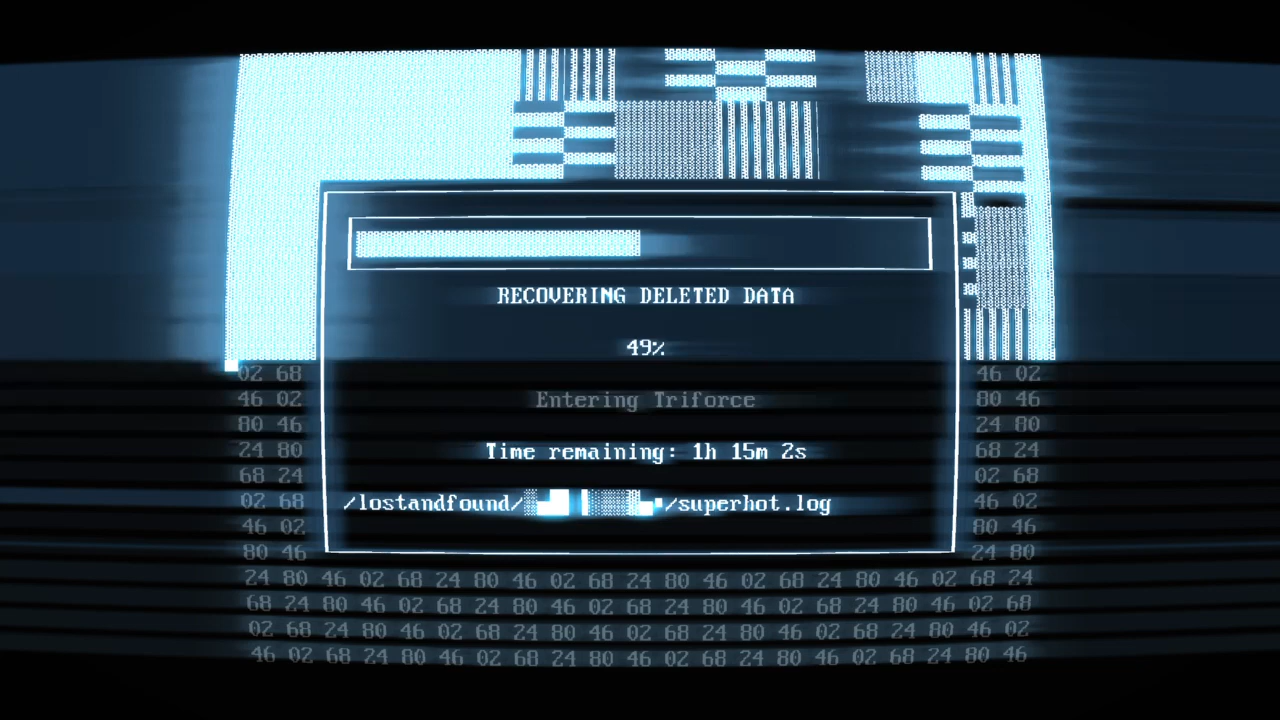 RECOVERING DELETED DATA
49%
Entering Triforce
Time remaining: 1h 15m 2s
/lostandfound/ /superhot.log
02 68 46 02
46 02 80 46
80 46 24 80
24 80 68 24
68 24 02 68
02 68 46 02
46 02 80 46
80 46 24 80
24 80 46 02 68 24 80 46 02 68 24 80 46 02 68 24 80 46 02 68 24
68 24 80 46 02 68 24 80 46 02 68 24 80 46 02 68 24 80 46 02 68
02 68 24 80 46 02 68 24 80 46 02 68 24 80 46 02 68 24 80 46 02
46 02 68 24 80 46 02 68 24 80 46 02 68 24 80 46 02 68 24 80 46